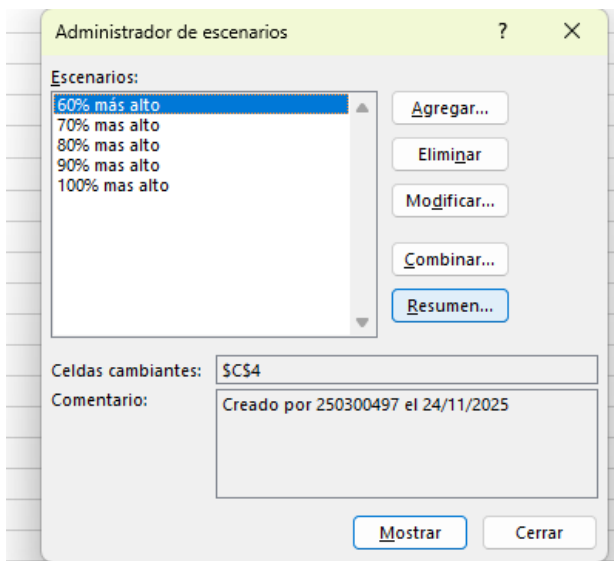 Administrador de escenarios ? ×
Escenarios:
60% más alto
70% mas alto
80% mas alto
90% mas alto
100% mas alto
Agregar...
Eliminar
Modificar...
Combinar...
Resumen...
Celdas cambiantes: $C$4
Comentario: Creado por 250300497 el 24/11/2025
Mostrar Cerrar